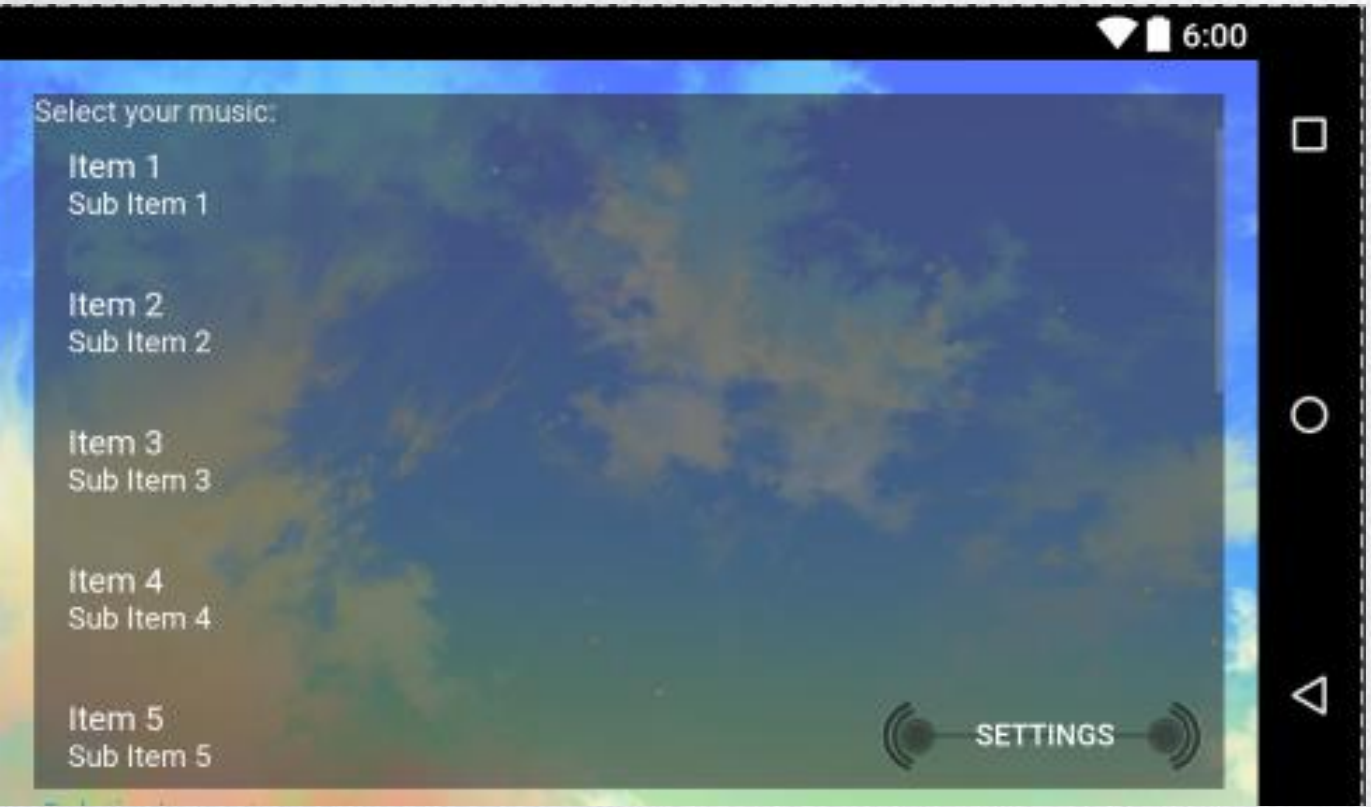 6:00
Select your music:
Item 1
Sub Item 1
Item 2
Sub Item 2
Item 3
Sub Item 3
Item 4
Sub Item 4
Item 5
Sub Item 5
SETTINGS